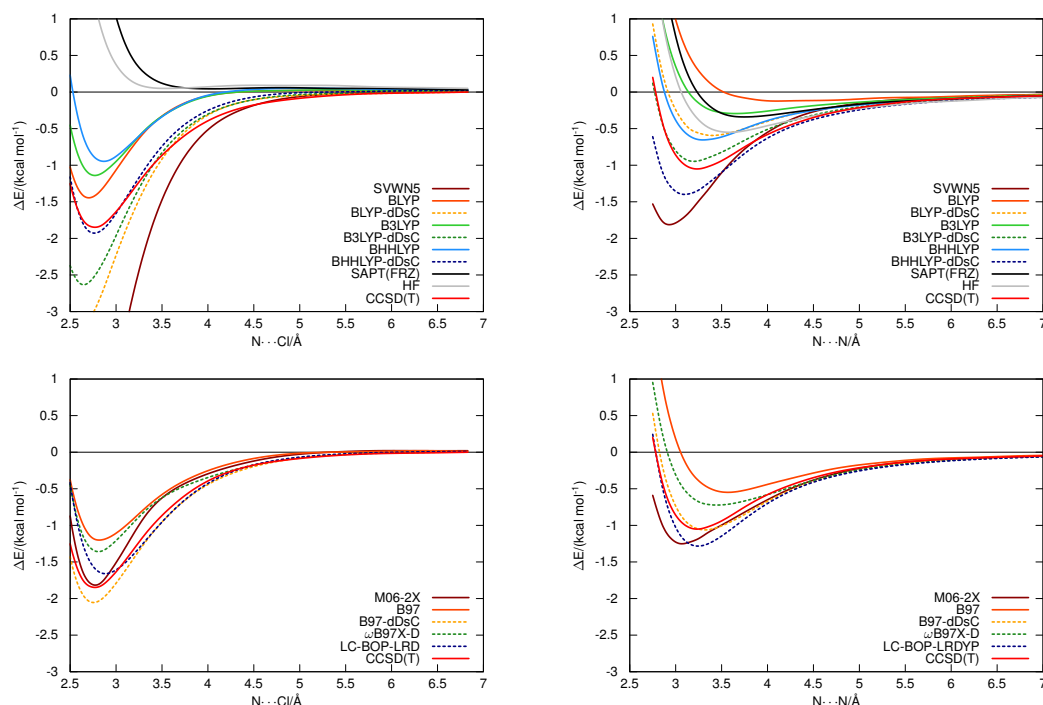 1
0.5
0
-0.5
-1
-1.5
-2
-2.5
-3
2.5 3 3.5 4 4.5 5 5.5 6 6.5 7
ΔE/(kcal mol⁻¹)
N···Cl/Å
SVWN5
BLYP
BLYP-dDsC
B3LYP
B3LYP-dDsC
BHHLYP
BHHLYP-dDsC
SAPT(FRZ)
HF
CCSD(T)
1
0.5
0
-0.5
-1
-1.5
-2
-2.5
-3
2.5 3 3.5 4 4.5 5 5.5 6 6.5 7
ΔE/(kcal mol⁻¹)
N···N/Å
SVWN5
BLYP
BLYP-dDsC
B3LYP
B3LYP-dDsC
BHHLYP
BHHLYP-dDsC
SAPT(FRZ)
HF
CCSD(T)
1
0.5
0
-0.5
-1
-1.5
-2
-2.5
-3
2.5 3 3.5 4 4.5 5 5.5 6 6.5 7
ΔE/(kcal mol⁻¹)
N···Cl/Å
M06-2X
B97
B97-dDsC
ωB97X-D
LC-BOP-LRD
CCSD(T)
1
0.5
0
-0.5
-1
-1.5
-2
-2.5
-3
2.5 3 3.5 4 4.5 5 5.5 6 6.5 7
ΔE/(kcal mol⁻¹)
N···N/Å
M06-2X
B97
B97-dDsC
ωB97X-D
LC-BOP-LRDYP
CCSD(T)